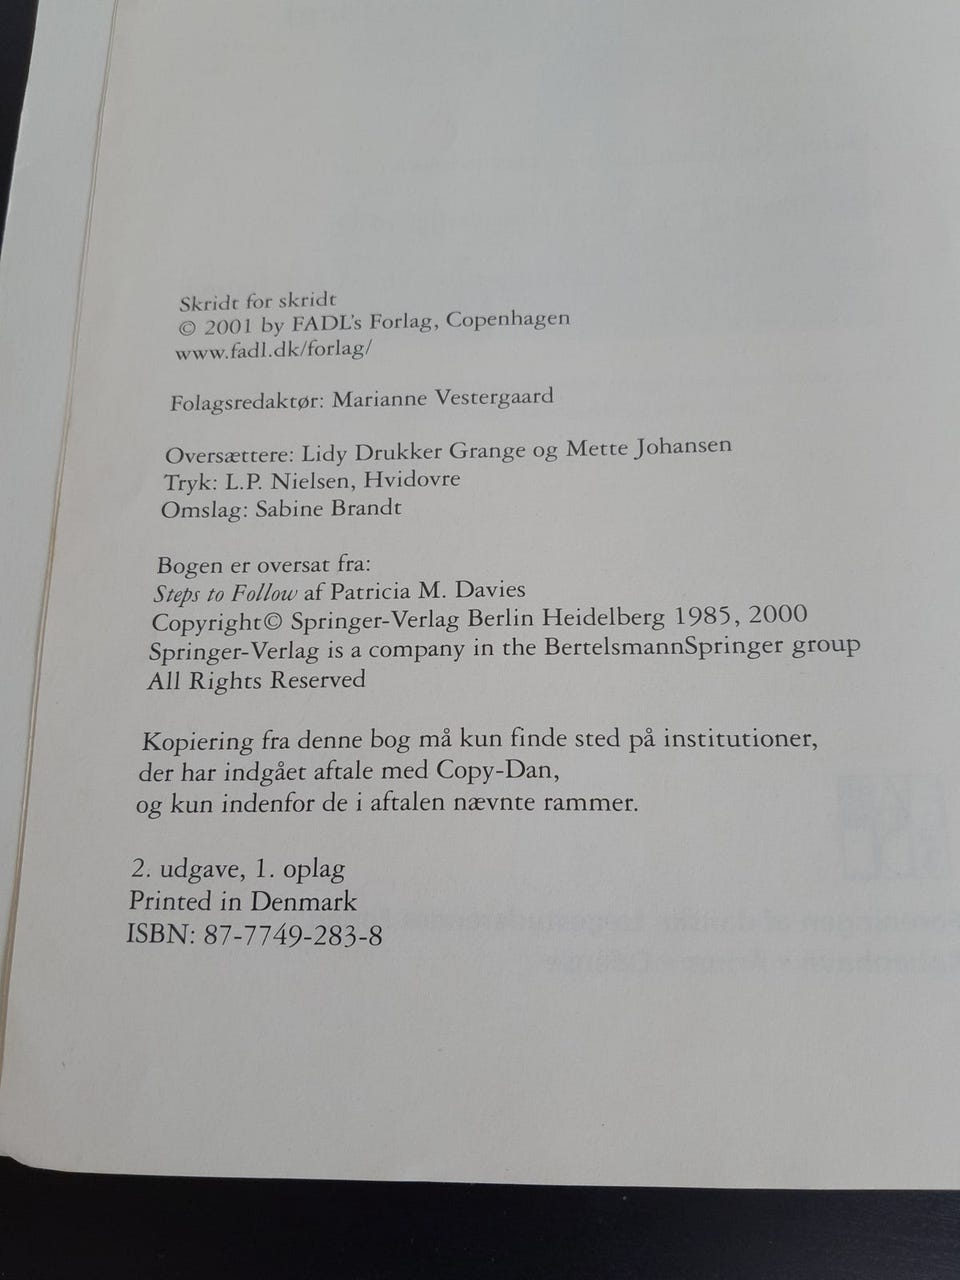 Skridt for skridt
© 2001 by FADL's Forlag, Copenhagen
www.fadl.dk/forlag/
Folagsredaktør: Marianne Vestergaard
Oversættere: Lidy Drukker Grange og Mette Johansen
Tryk: L.P. Nielsen, Hvidovre
Omslag: Sabine Brandt
Bogen er oversat fra:
Steps to Follow af Patricia M. Davies
Copyright© Springer-Verlag Berlin Heidelberg 1985, 2000
Springer-Verlag is a company in the BertelsmannSpringer group
All Rights Reserved
Kopiering fra denne bog må kun finde sted på institutioner,
der har indgået aftale med Copy-Dan,
og kun indenfor de i aftalen nævnte rammer.
2. udgave, 1. oplag
Printed in Denmark
ISBN: 87-7749-283-8